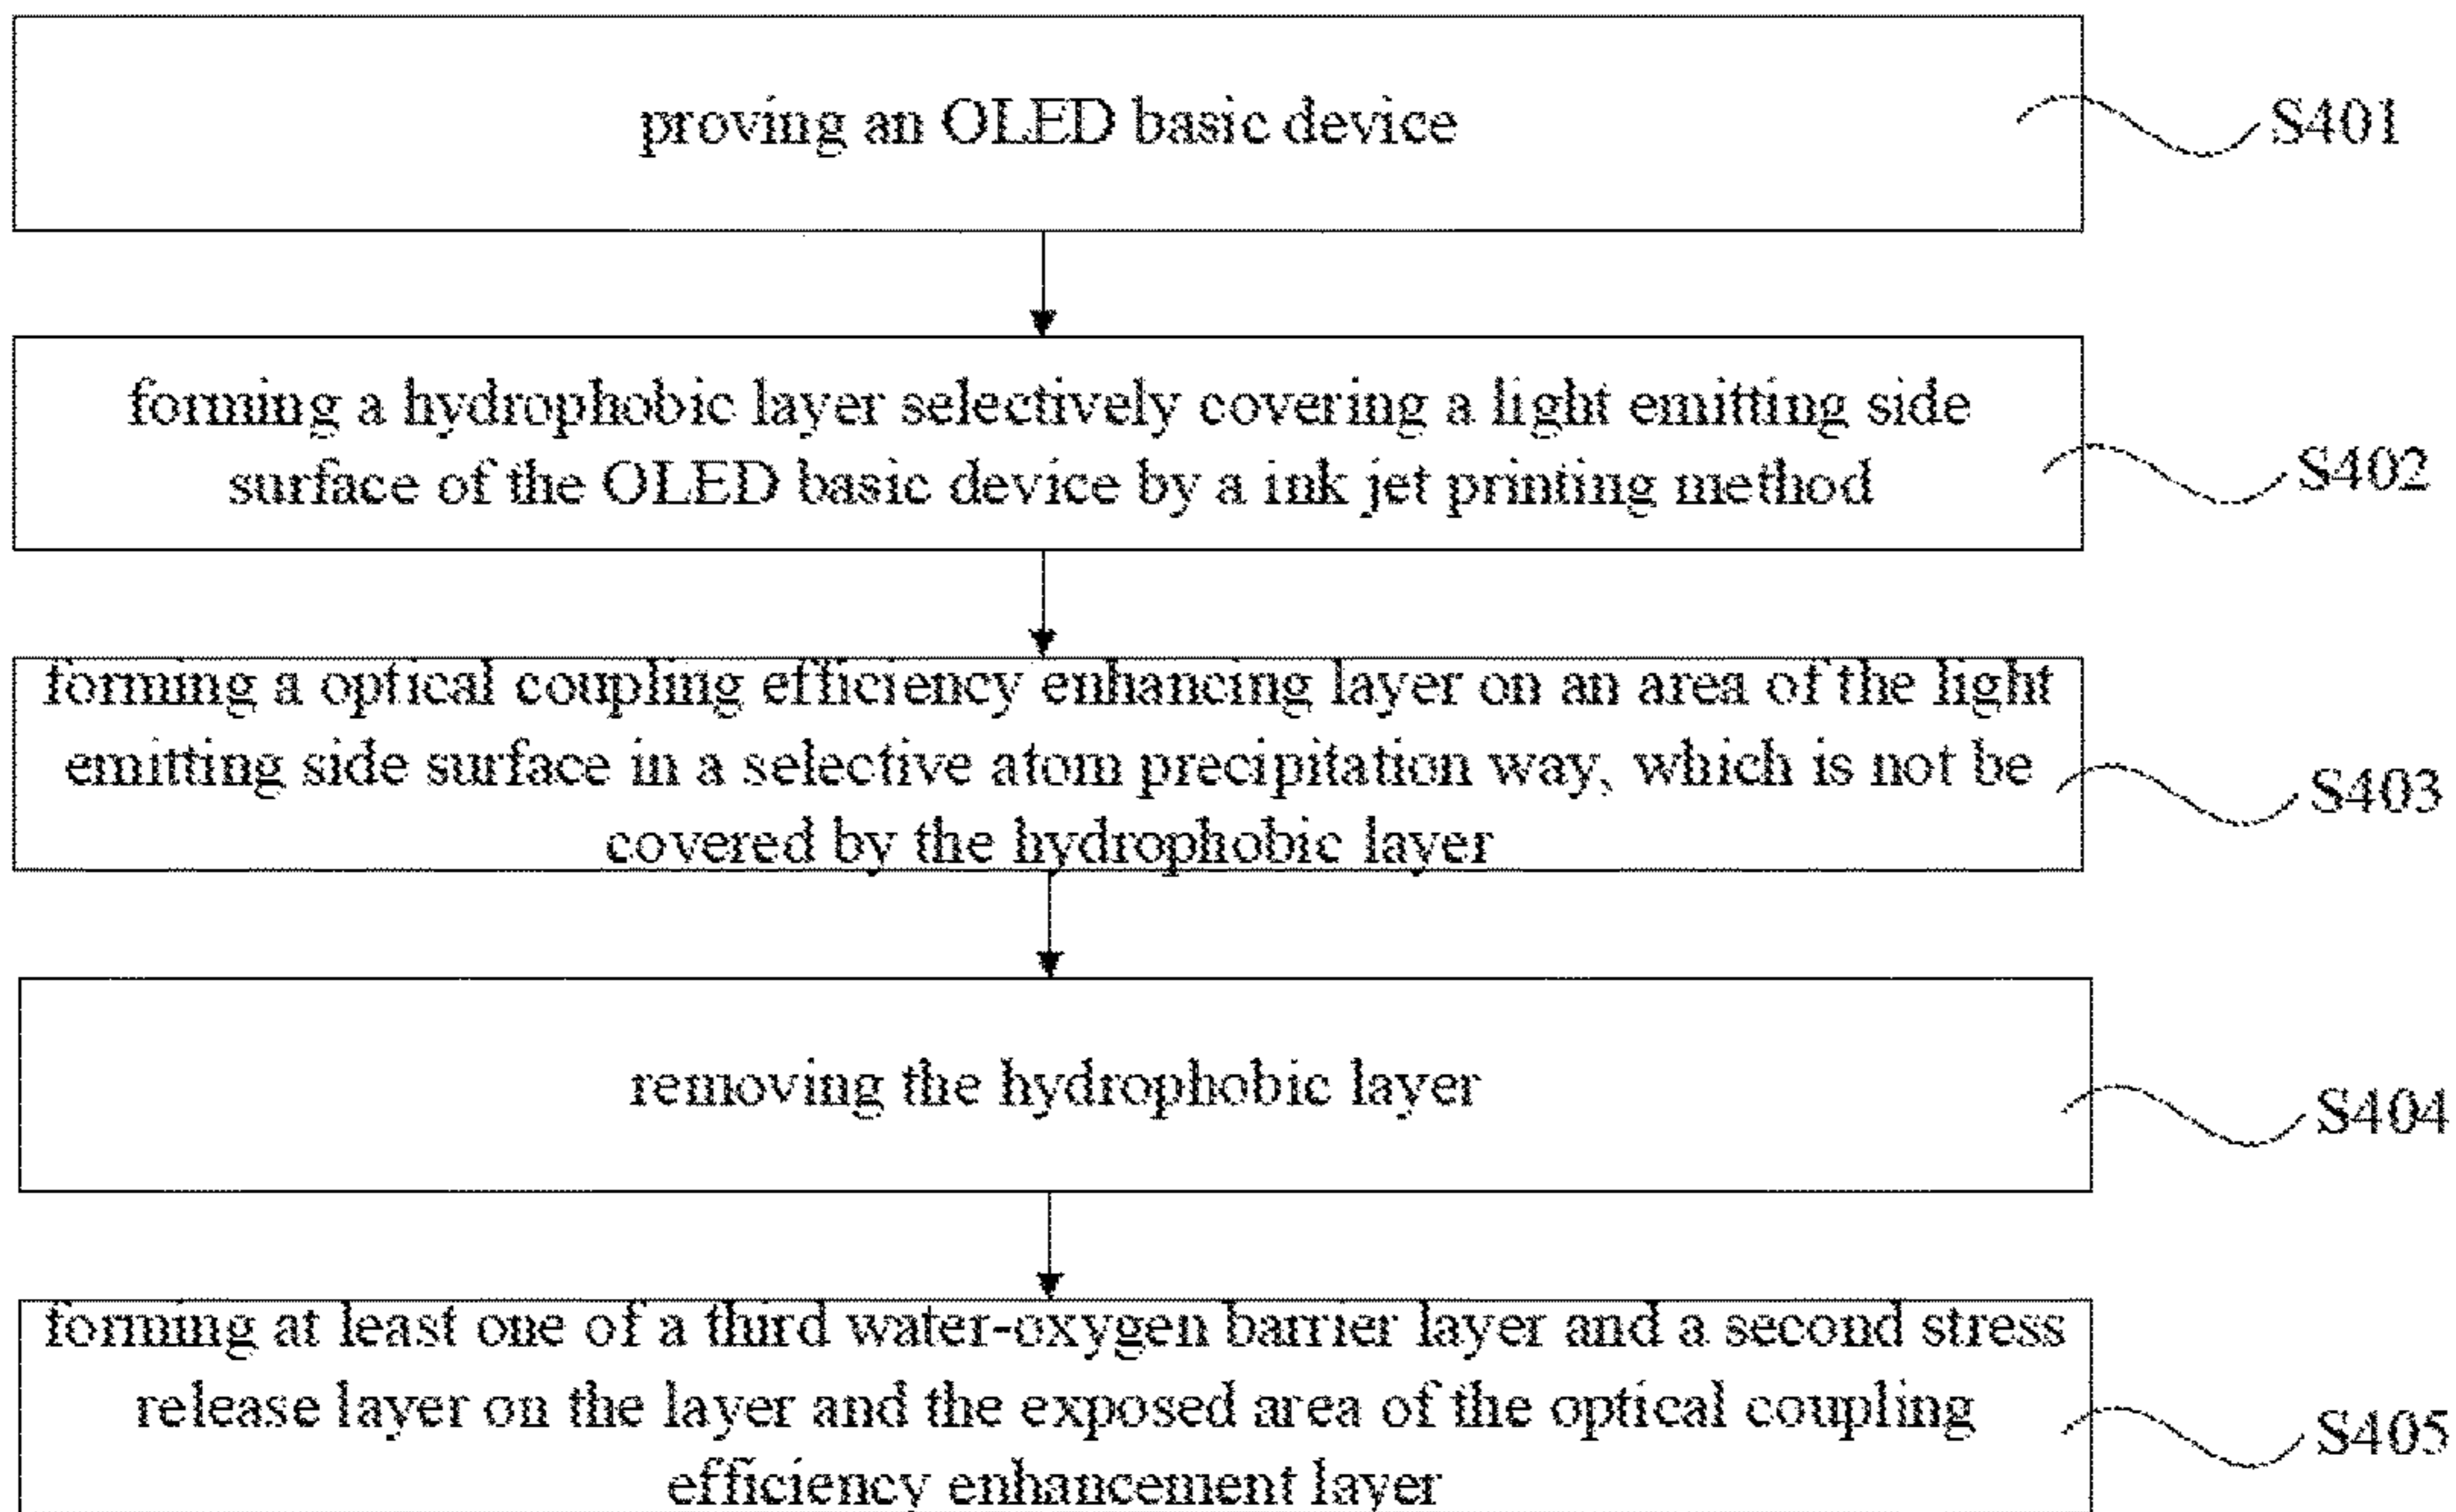 proving an OLED basic device
S401
forming a hydrophobic layer selectively covering a light emitting side
surface of the OLED basic device by a ink jet printing method
S402
forming a optical coupling efficiency enhancing layer on an area of the light
emitting side surface in a selective atom precipitation way, which is not be
covered by the hydrophobic layer
S403
removing the hydrophobic layer
S404
forming at least one of a third water-oxygen barrier layer and a second stress
release layer on the layer and the exposed area of the optical coupling
efficiency enhancement layer
S405